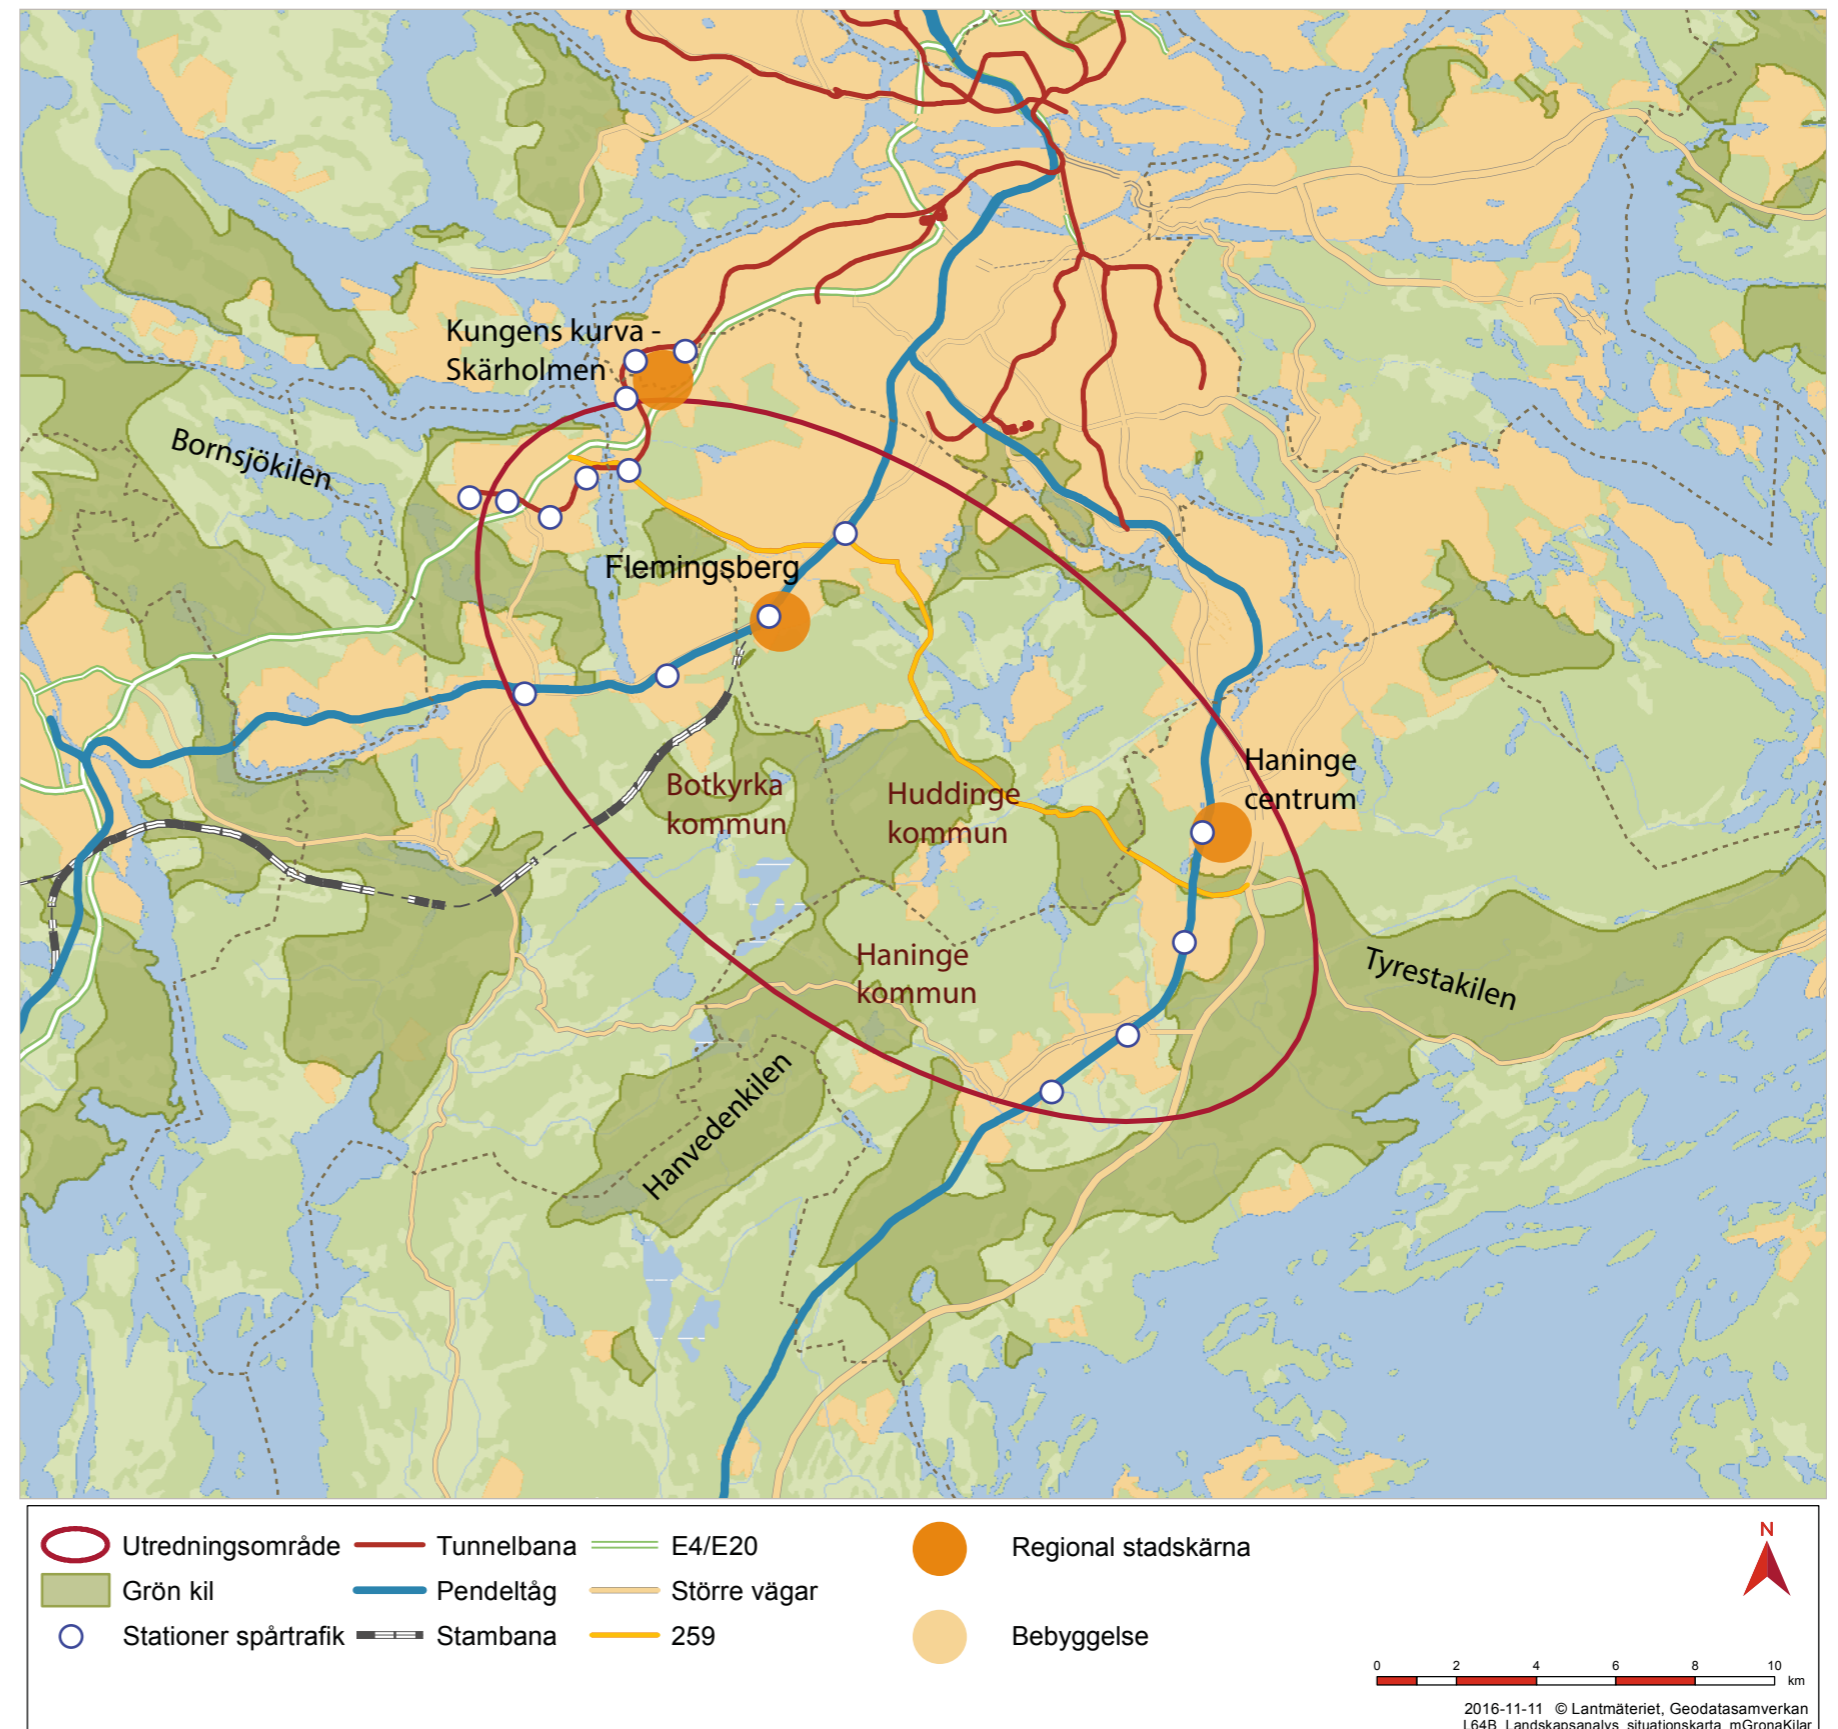 Kungens kurva -
Skärholmen
Bornsjökilen
Flemingsberg
Haninge
centrum
Botkyrka
kommun
Huddinge
kommun
Haninge
kommun
Tyrestakilen
Hanvedenkilen
Utredningsområde
Tunnelbana
E4/E20
Regional stadskärna
N
Grön kil
Pendeltåg
Större vägar
Stationer spårtrafik
Stambana
259
Bebyggelse
0 2 4 6 8 10
km
2016-11-11 © Lantmäteriet, Geodatasamverkan
L64B_Landskapsanalys_situationskarta_mGronaKilar